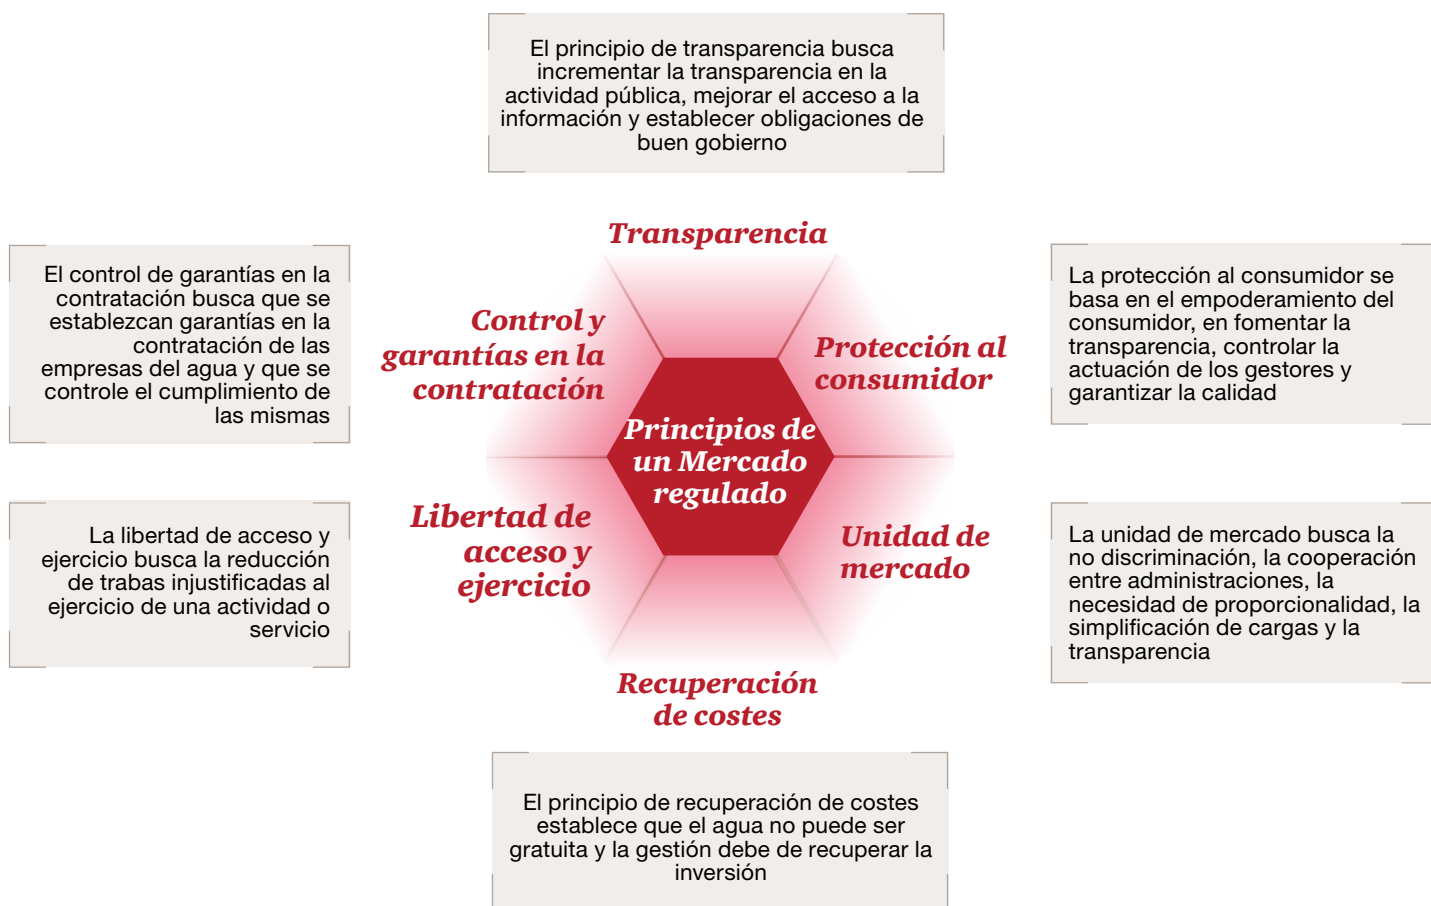 El principio de transparencia busca
incrementar la transparencia en la
actividad pública, mejorar el acceso a la
información y establecer obligaciones de
buen gobierno
Transparencia
El control de garantías en la
contratación busca que se
establezcan garantías en la
contratación de las
empresas del agua y que se
controle el cumplimiento de
las mismas
Control y
garantías en la
contratación
Protección al
consumidor
La protección al consumidor se
basa en el empoderamiento del
consumidor, en fomentar la
transparencia, controlar la
actuación de los gestores y
garantizar la calidad
Principios de
un Mercado
regulado
La libertad de acceso y
ejercicio busca la reducción
de trabas injustificadas al
ejercicio de una actividad o
servicio
Libertad de
acceso y
ejercicio
Unidad de
mercado
La unidad de mercado busca la
no discriminación, la cooperación
entre administraciones, la
necesidad de proporcionalidad, la
simplificación de cargas y la
transparencia
Recuperación
de costes
El principio de recuperación de costes
establece que el agua no puede ser
gratuita y la gestión debe de recuperar la
inversión